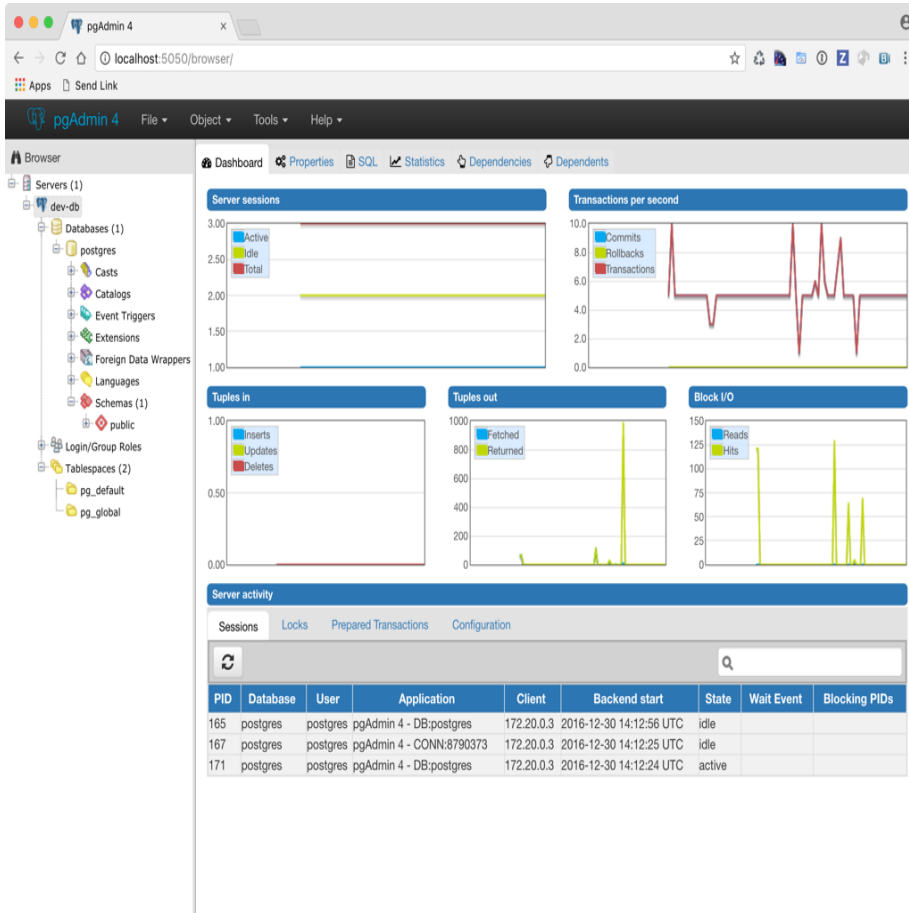 pgAdmin 4
localhost:5050/browser/
Apps Send Link
pgAdmin 4 File Object Tools Help
Browser
Servers (1)
dev-db
Databases (1)
postgres
Casts
Catalogs
Event Triggers
Extensions
Foreign Data Wrappers
Languages
Schemas (1)
public
Login/Group Roles
Tablespaces (2)
pg_default
pg_global
Dashboard Properties SQL Statistics Dependencies Dependents
Server sessions
3.00
2.50
2.00
1.50
1.00
Active
Idle
Total
Transactions per second
10.0
8.0
6.0
4.0
2.0
0.0
Commits
Rollbacks
Transactions
Tuples in
1.00
0.50
0.00
Inserts
Updates
Deletes
Tuples out
1000
800
600
400
200
0
Fetched
Returned
Block I/O
150
125
100
75
50
25
0
Reads
Hits
Server activity
Sessions Locks Prepared Transactions Configuration
PID Database User Application Client Backend start State Wait Event Blocking PIDs
165 postgres postgres pgAdmin 4 - DB:postgres 172.20.0.3 2016-12-30 14:12:56 UTC idle
167 postgres postgres pgAdmin 4 - CONN:8790373 172.20.0.3 2016-12-30 14:12:25 UTC idle
171 postgres postgres pgAdmin 4 - DB:postgres 172.20.0.3 2016-12-30 14:12:24 UTC active